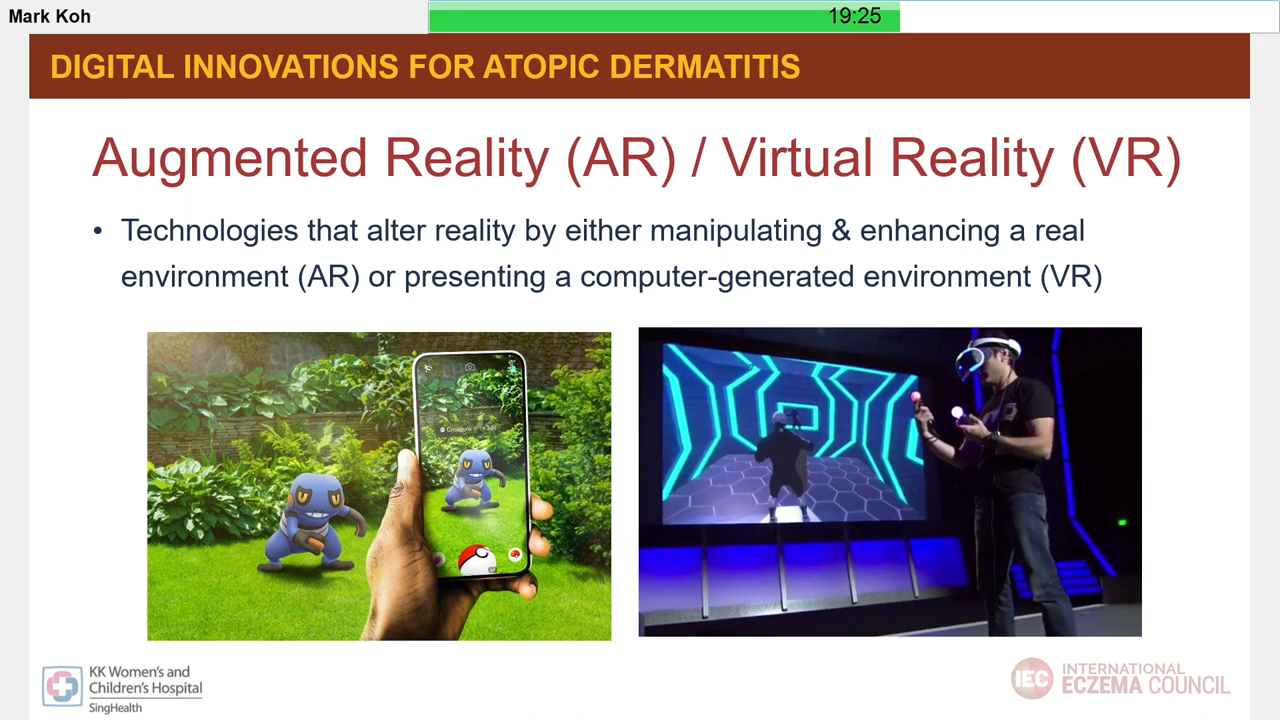 Mark Koh
19:25
DIGITAL INNOVATIONS FOR ATOPIC DERMATITIS
Augmented Reality (AR) / Virtual Reality (VR)
• Technologies that alter reality by either manipulating & enhancing a real
environment (AR) or presenting a computer-generated environment (VR)
Croagunk
KK Women's and
Children's Hospital
SingHealth
IEC
INTERNATIONAL
ECZEMA COUNCIL